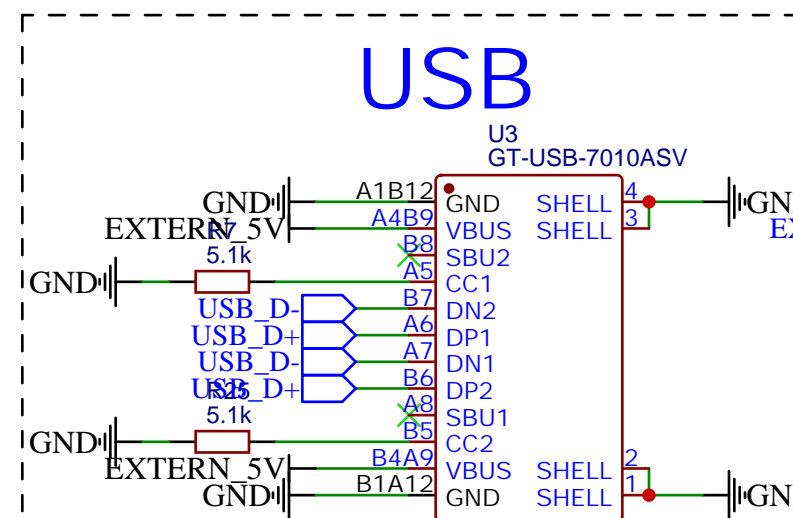 USB
U3
GT-USB-7010ASV
GND A1B12 GND SHELL 4 GN
EXTERN_5V A4B9 VBUS SHELL 3 E
R7 B8 SBU2
5.1k
GND A5 CC1
USB_D- B7 DN2
USB_D+ A6 DP1
USB_D- A7 DN1
USB_D+ B6 DP2
R25 A8 SBU1
5.1k
GND B5 CC2
EXTERN_5V B4A9 VBUS SHELL 2
GND B1A12 GND SHELL 1 GN